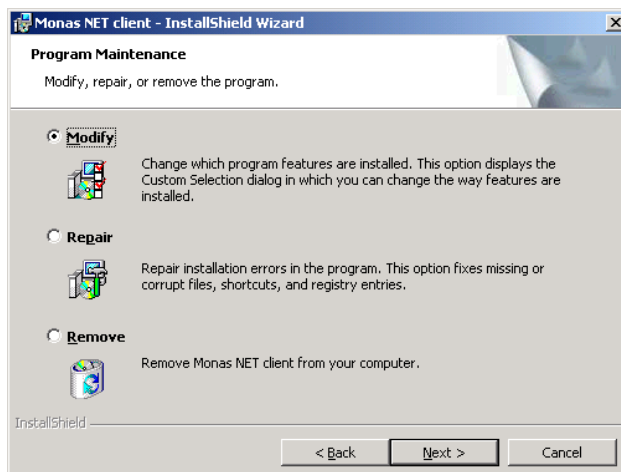 Monas NET client - InstallShield Wizard
Program Maintenance
Modify, repair, or remove the program.
Modify
Change which program features are installed. This option displays the
Custom Selection dialog in which you can change the way features are
installed.
Repair
Repair installation errors in the program. This option fixes missing or
corrupt files, shortcuts, and registry entries.
Remove
Remove Monas NET client from your computer.
InstallShield
< Back
Next >
Cancel